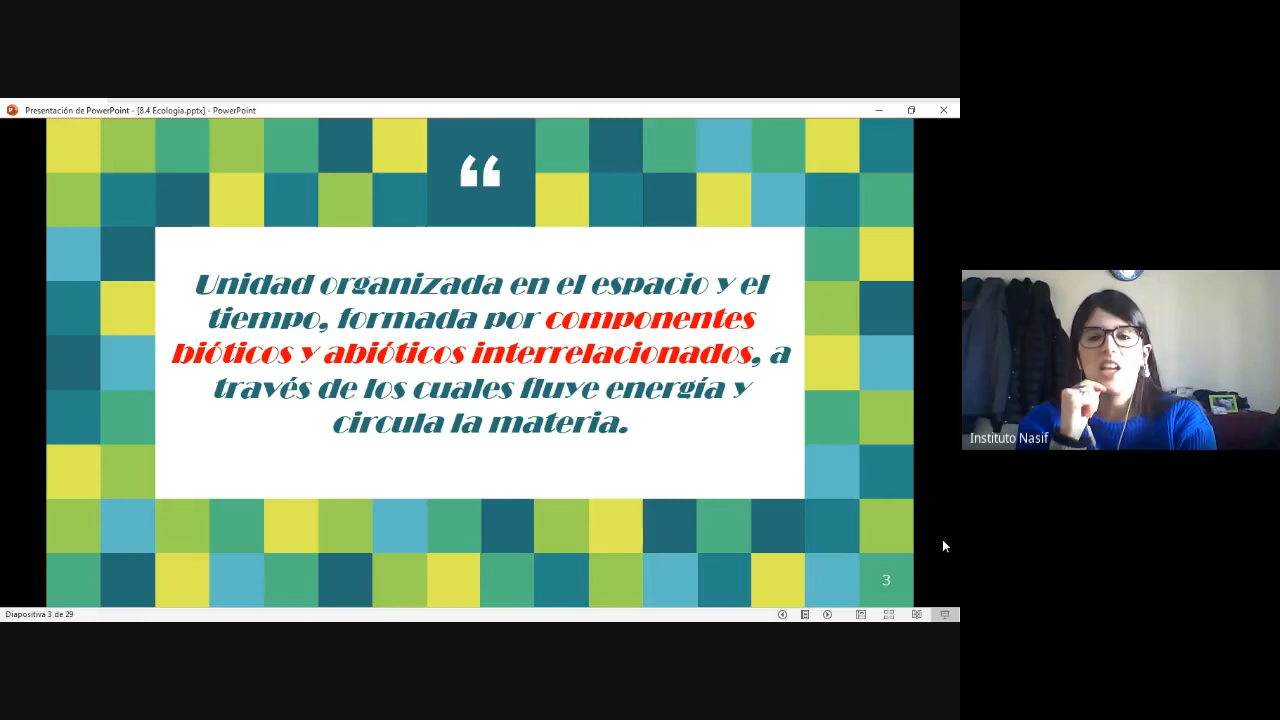 Presentación de PowerPoint - [8.4 Ecologia.pptx] - PowerPoint
“
Unidad organizada en el espacio y el
tiempo, formada por componentes
bióticos y abióticos interrelacionados, a
través de los cuales fluye energía y
circula la materia.
3
Diapositiva 3 de 29
Instituto Nasif